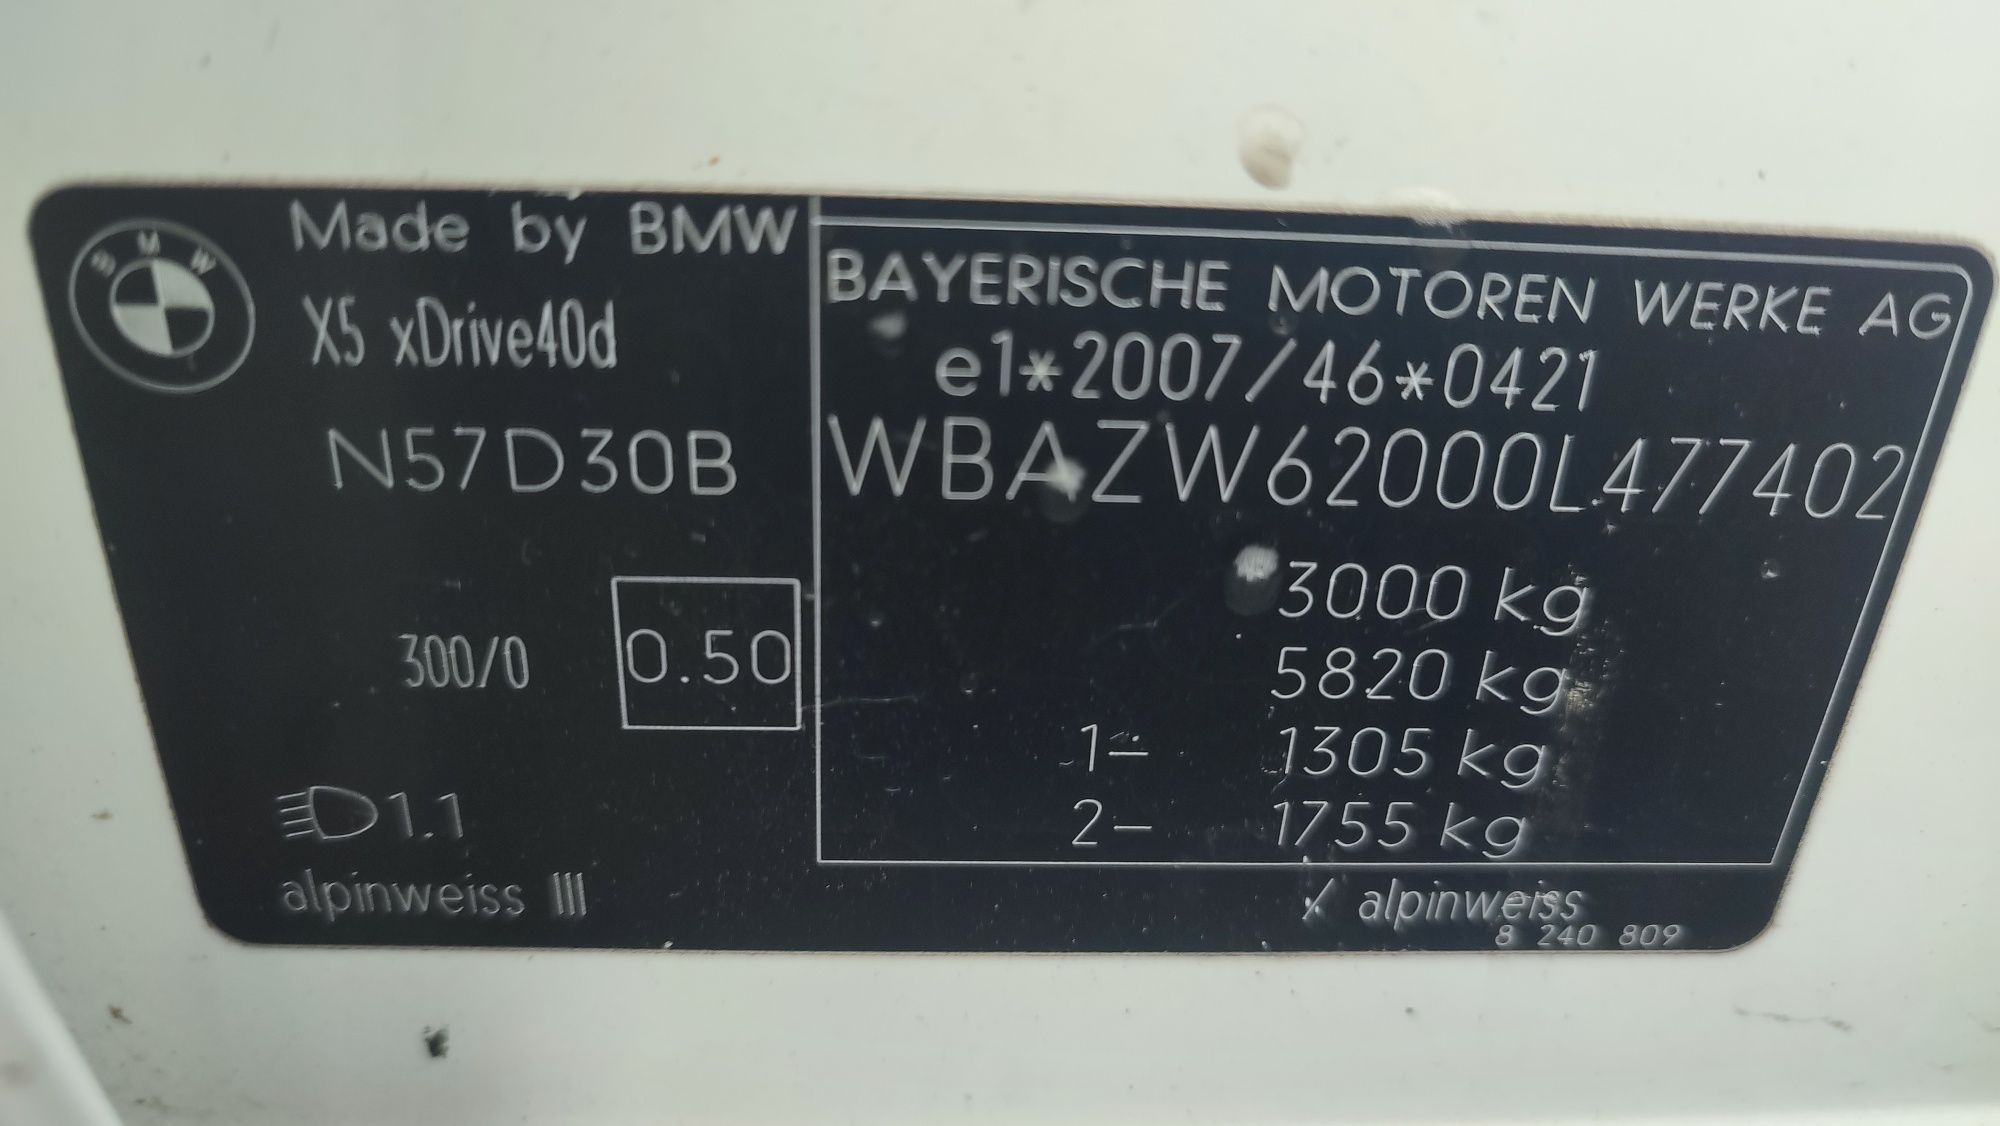 BMW
Made by BMW
X5 xDrive40d
N57D30B
300/0
0.50
1.1
alpinweiss III
BAYERISCHE MOTOREN WERKE AG
e1*2007/46*0421
WBAZW62000L477402
3000 kg
5820 kg
1– 1305 kg
2– 1755 kg
/ alpinweiss
8 240 809